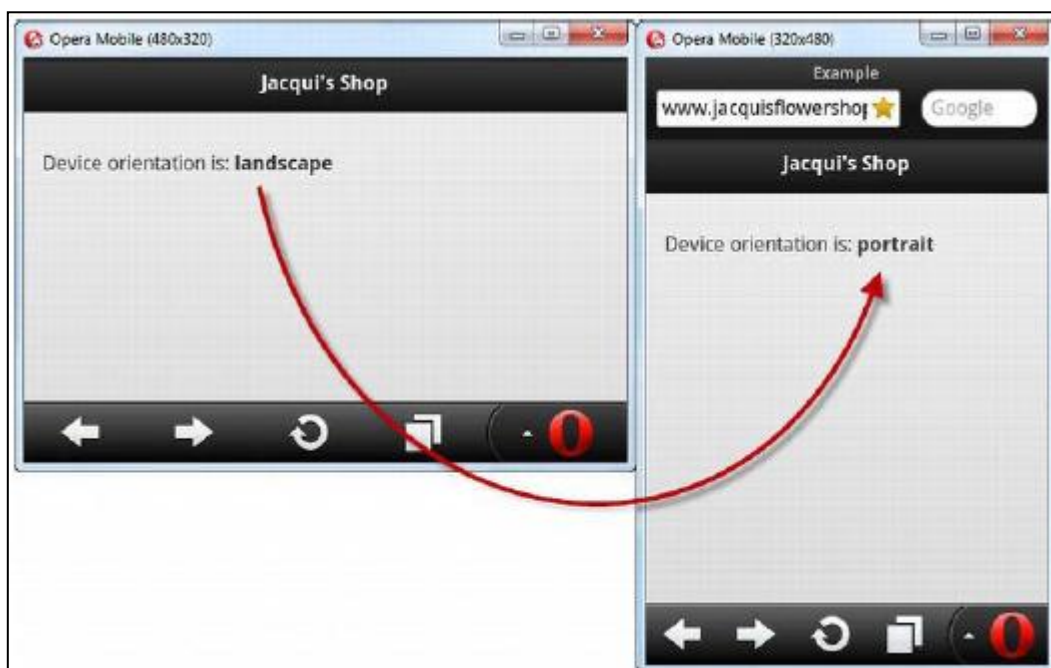 Opera Mobile (480x320)
Jacqui's Shop
Device orientation is: landscape
Opera Mobile (320x480)
Example
www.jacquisflowershop
Google
Jacqui's Shop
Device orientation is: portrait